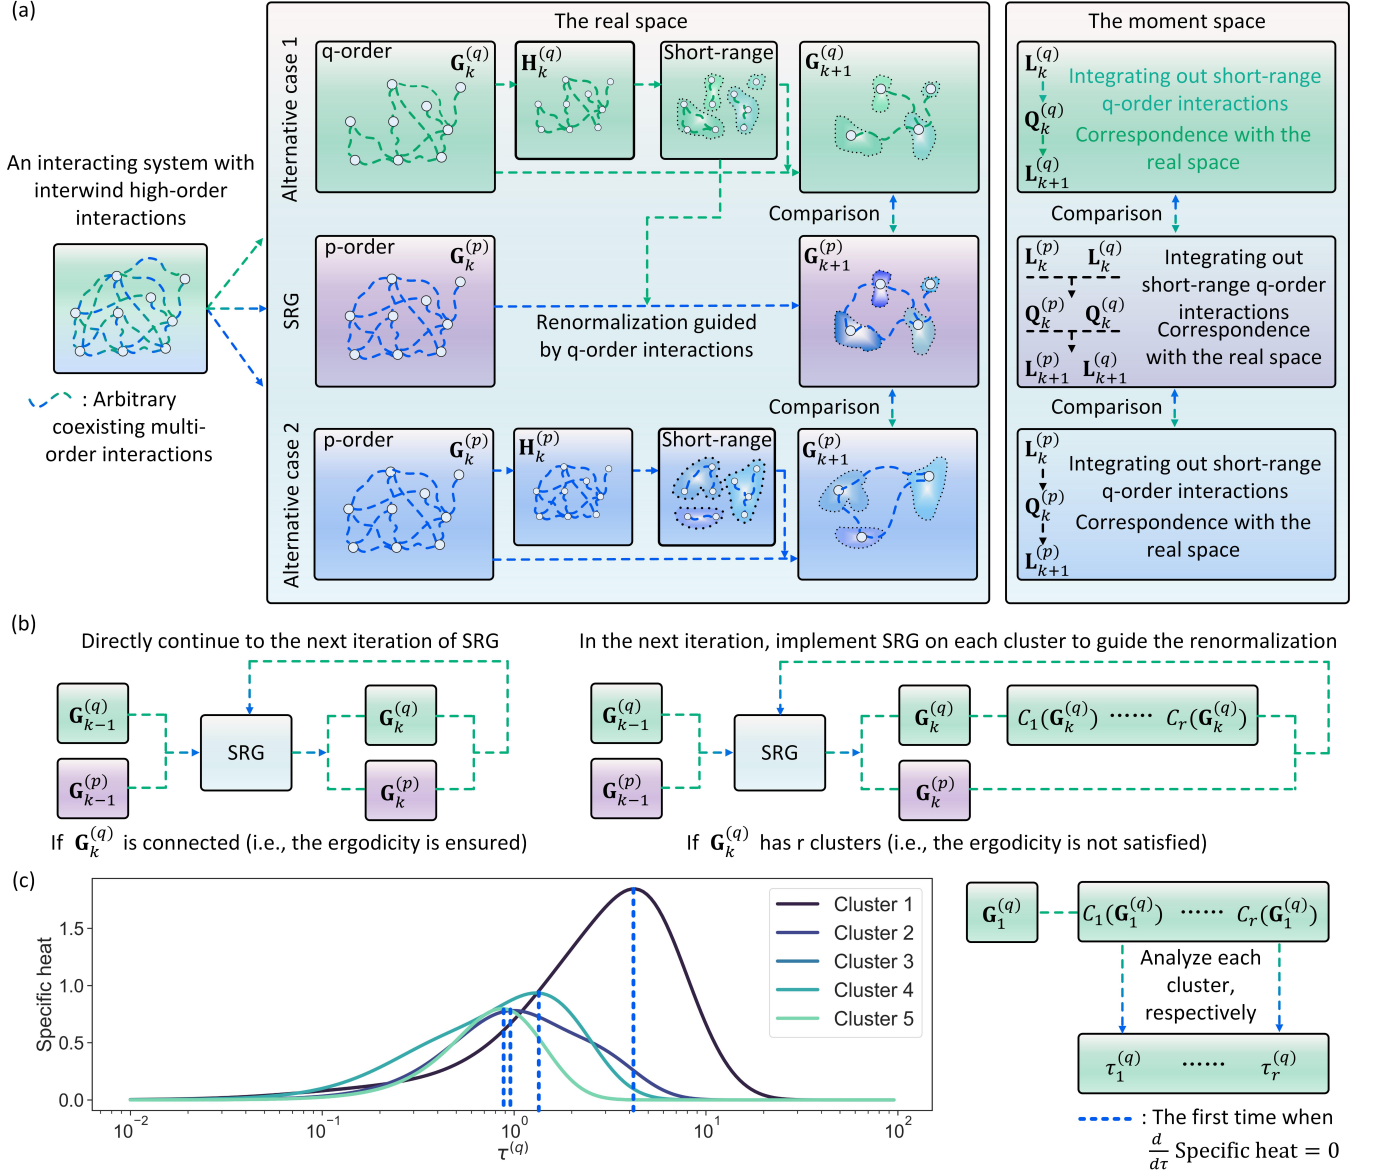 (a)
The real space
The moment space
An interacting system with
interwind high-order
interactions
: Arbitrary
coexisting multi-
order interactions
Alternative case 1
q-order
G_k^(q)
H_k^(q)
Short-range
G_{k+1}^(q)
L_k^(q)
Q_k^(q)
L_{k+1}^(q)
Integrating out short-range
q-order interactions
Correspondence with the
real space
Comparison
Comparison
SRG
p-order
G_k^(p)
Renormalization guided
by q-order interactions
G_{k+1}^(p)
L_k^(p) L_k^(q)
Q_k^(p) Q_k^(q)
L_{k+1}^(p) L_{k+1}^(q)
Integrating out
short-range q-order
interactions
Correspondence
with the real space
Comparison
Comparison
Alternative case 2
p-order
G_k^(p)
H_k^(p)
Short-range
G_{k+1}^(p)
L_k^(p)
Q_k^(p)
L_{k+1}^(p)
Integrating out short-range
q-order interactions
Correspondence with the
real space
(b)
Directly continue to the next iteration of SRG
G_{k-1}^(q)
G_{k-1}^(p)
SRG
G_k^(q)
G_k^(p)
If G_k^(q) is connected (i.e., the ergodicity is ensured)
In the next iteration, implement SRG on each cluster to guide the renormalization
G_{k-1}^(q)
G_{k-1}^(p)
SRG
G_k^(q)
C_1(G_k^(q)) ······ C_r(G_k^(q))
G_k^(p)
If G_k^(q) has r clusters (i.e., the ergodicity is not satisfied)
(c)
Specific heat
1.5
1.0
0.5
0.0
10^−2
10^−1
10^0
10^1
10^2
τ^(q)
Cluster 1
Cluster 2
Cluster 3
Cluster 4
Cluster 5
G_1^(q)
C_1(G_1^(q)) ······ C_r(G_1^(q))
Analyze each
cluster,
respectively
τ_1^(q) ······ τ_r^(q)
: The first time when
d/dτ Specific heat = 0